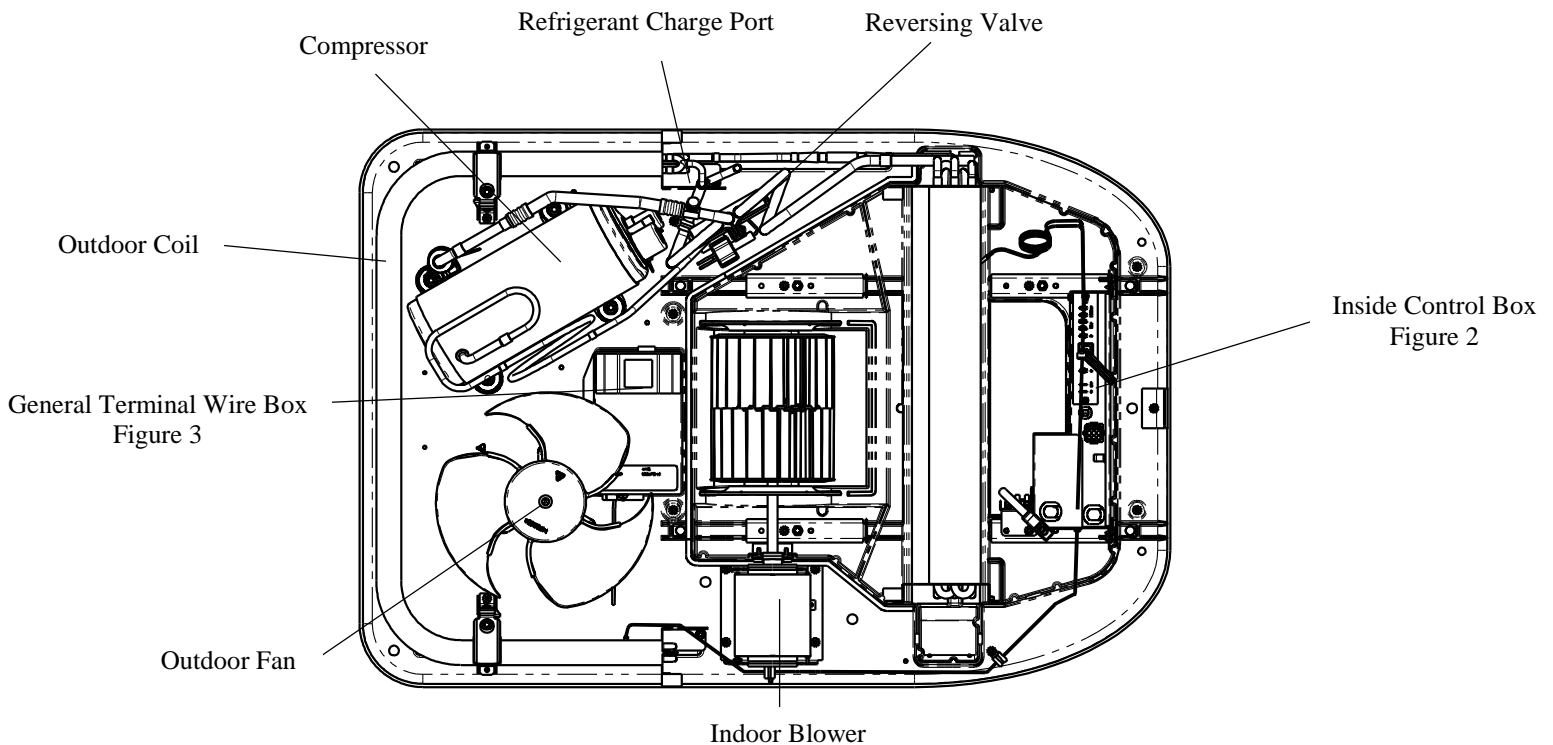 Refrigerant Charge Port
Reversing Valve
Compressor
Outdoor Coil
Inside Control Box
Figure 2
General Terminal Wire Box
Figure 3
Outdoor Fan
Indoor Blower